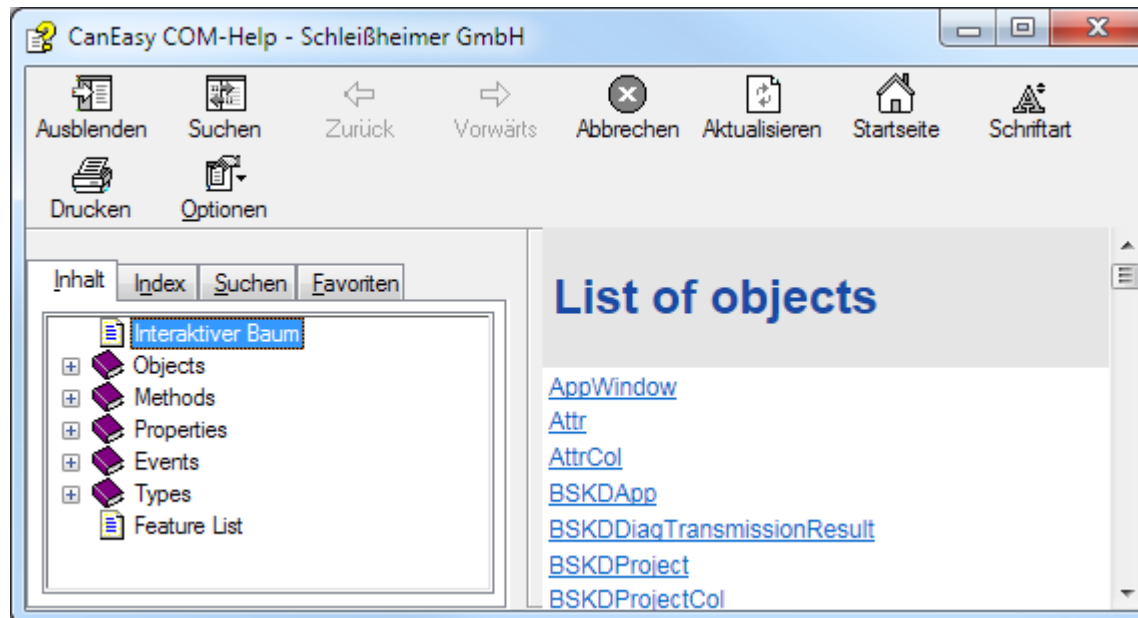 CanEasy COM-Help - Schleißheimer GmbH
Ausblenden Suchen Zurück Vorwärts Abbrechen Aktualisieren Startseite Schriftart
Drucken Optionen
Inhalt Index Suchen Favoriten
Interaktiver Baum
Objects
Methods
Properties
Events
Types
Feature List
List of objects
AppWindow
Attr
AttrCol
BSKDApp
BSKDDiagTransmissionResult
BSKDProject
BSKDProjectCol